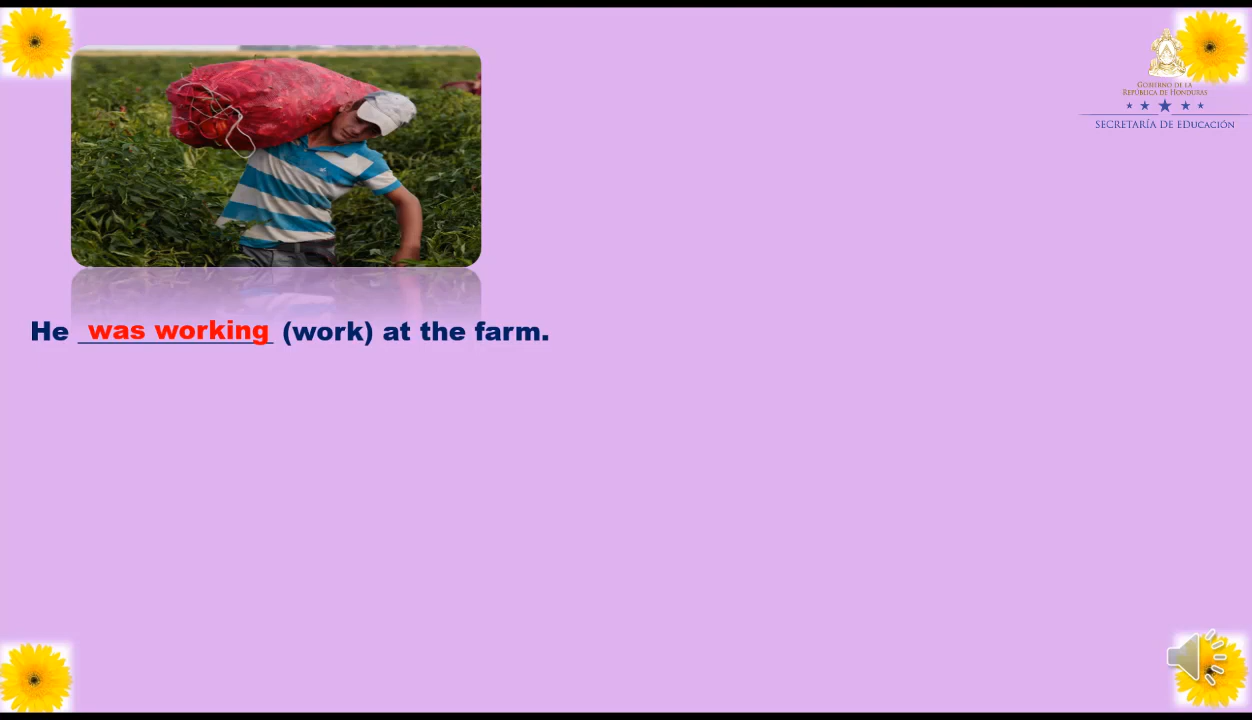 GOBIERNO DE LA
REPÚBLICA DE HONDURAS
SECRETARÍA DE EDUCACIÓN
He was working (work) at the farm.